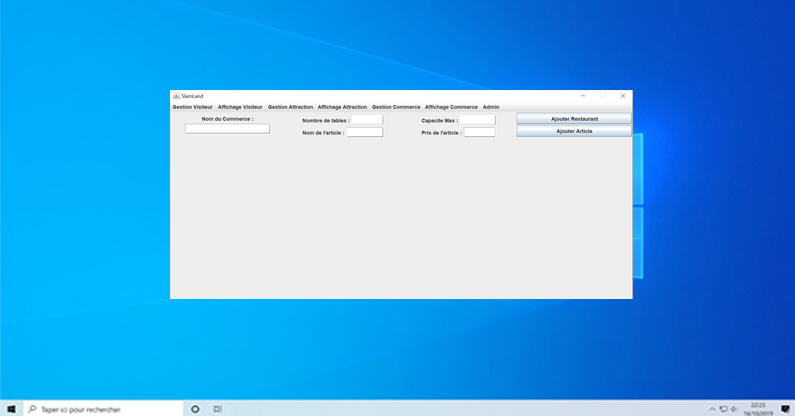 SlamLand
Gestion Visiteur Affichage Visiteur Gestion Attraction Affichage Attraction Gestion Commerce Affichage Commerce Admin
Nom du Commerce : Nombre de tables : Capacite Max : Ajouter Restaurant
Nom de l'article : Prix de l'article : Ajouter Article
Taper ici pour rechercher
22:23
16/10/2019